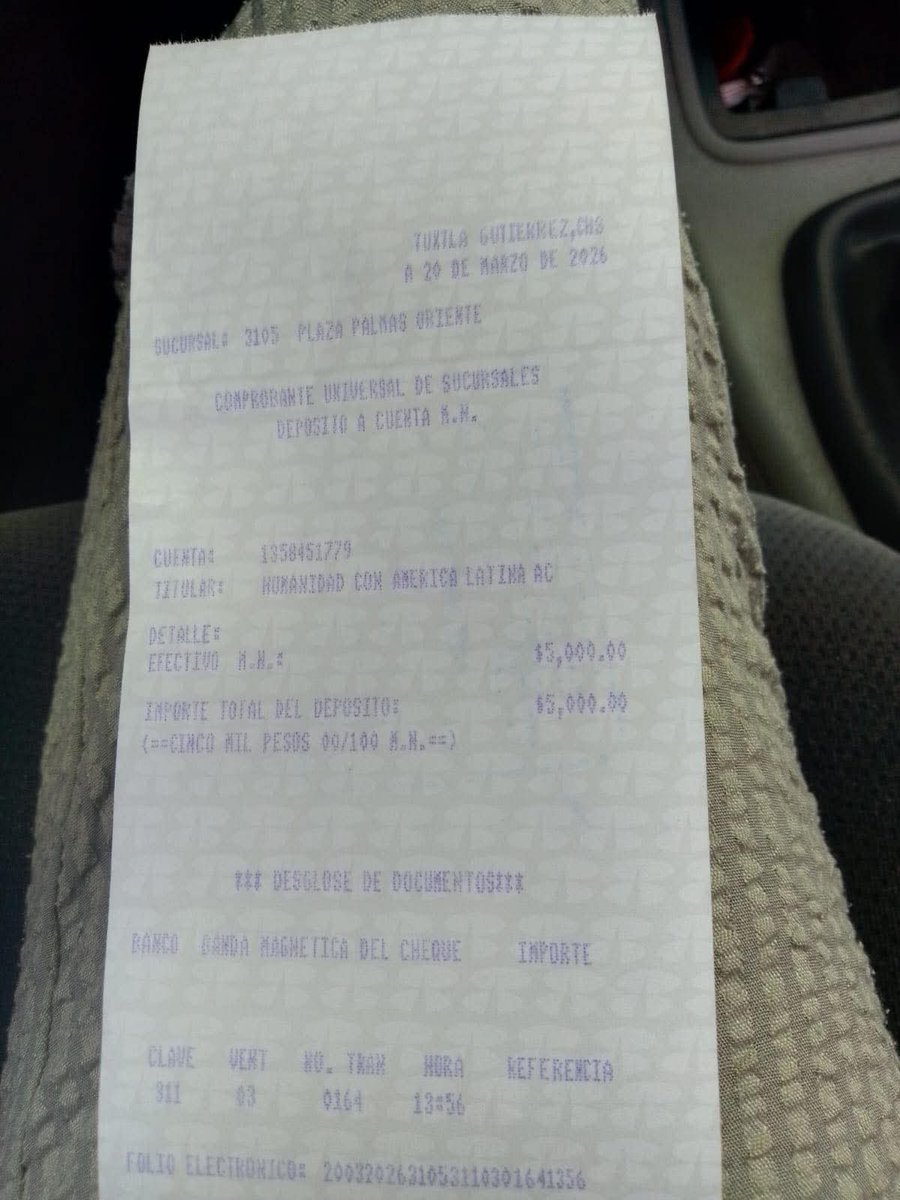 TUXTLA GUTIERREZ,CHS
A 20 DE MARZO DE 2026
SUCURSAL: 3105 PLAZA PALMAS ORIENTE
COMPROBANTE UNIVERSAL DE SUCURSALES
DEPOSITO A CUENTA M.N.
CUENTA: 1358451779
TITULAR: HUMANIDAD CON AMERICA LATINA AC
DETALLE:
EFECTIVO M.N.: $5,000.00
IMPORTE TOTAL DEL DEPOSITO: $5,000.00
(==CINCO MIL PESOS 00/100 M.N.==)
*** DESGLOSE DE DOCUMENTOS***
BANCO BANDA MAGNETICA DEL CHEQUE IMPORTE
CLAVE VENT NO. TRAN HORA REFERENCIA
311 03 0164 13:56
FOLIO ELECTRONICO: 2003202631053110301641356